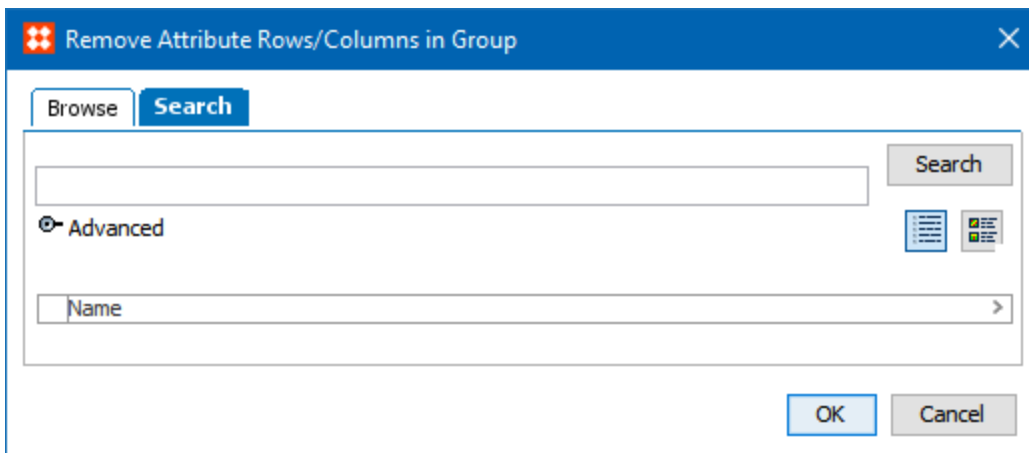 Remove Attribute Rows/Columns in Group
Browse Search
Search
Advanced
Name
OK Cancel